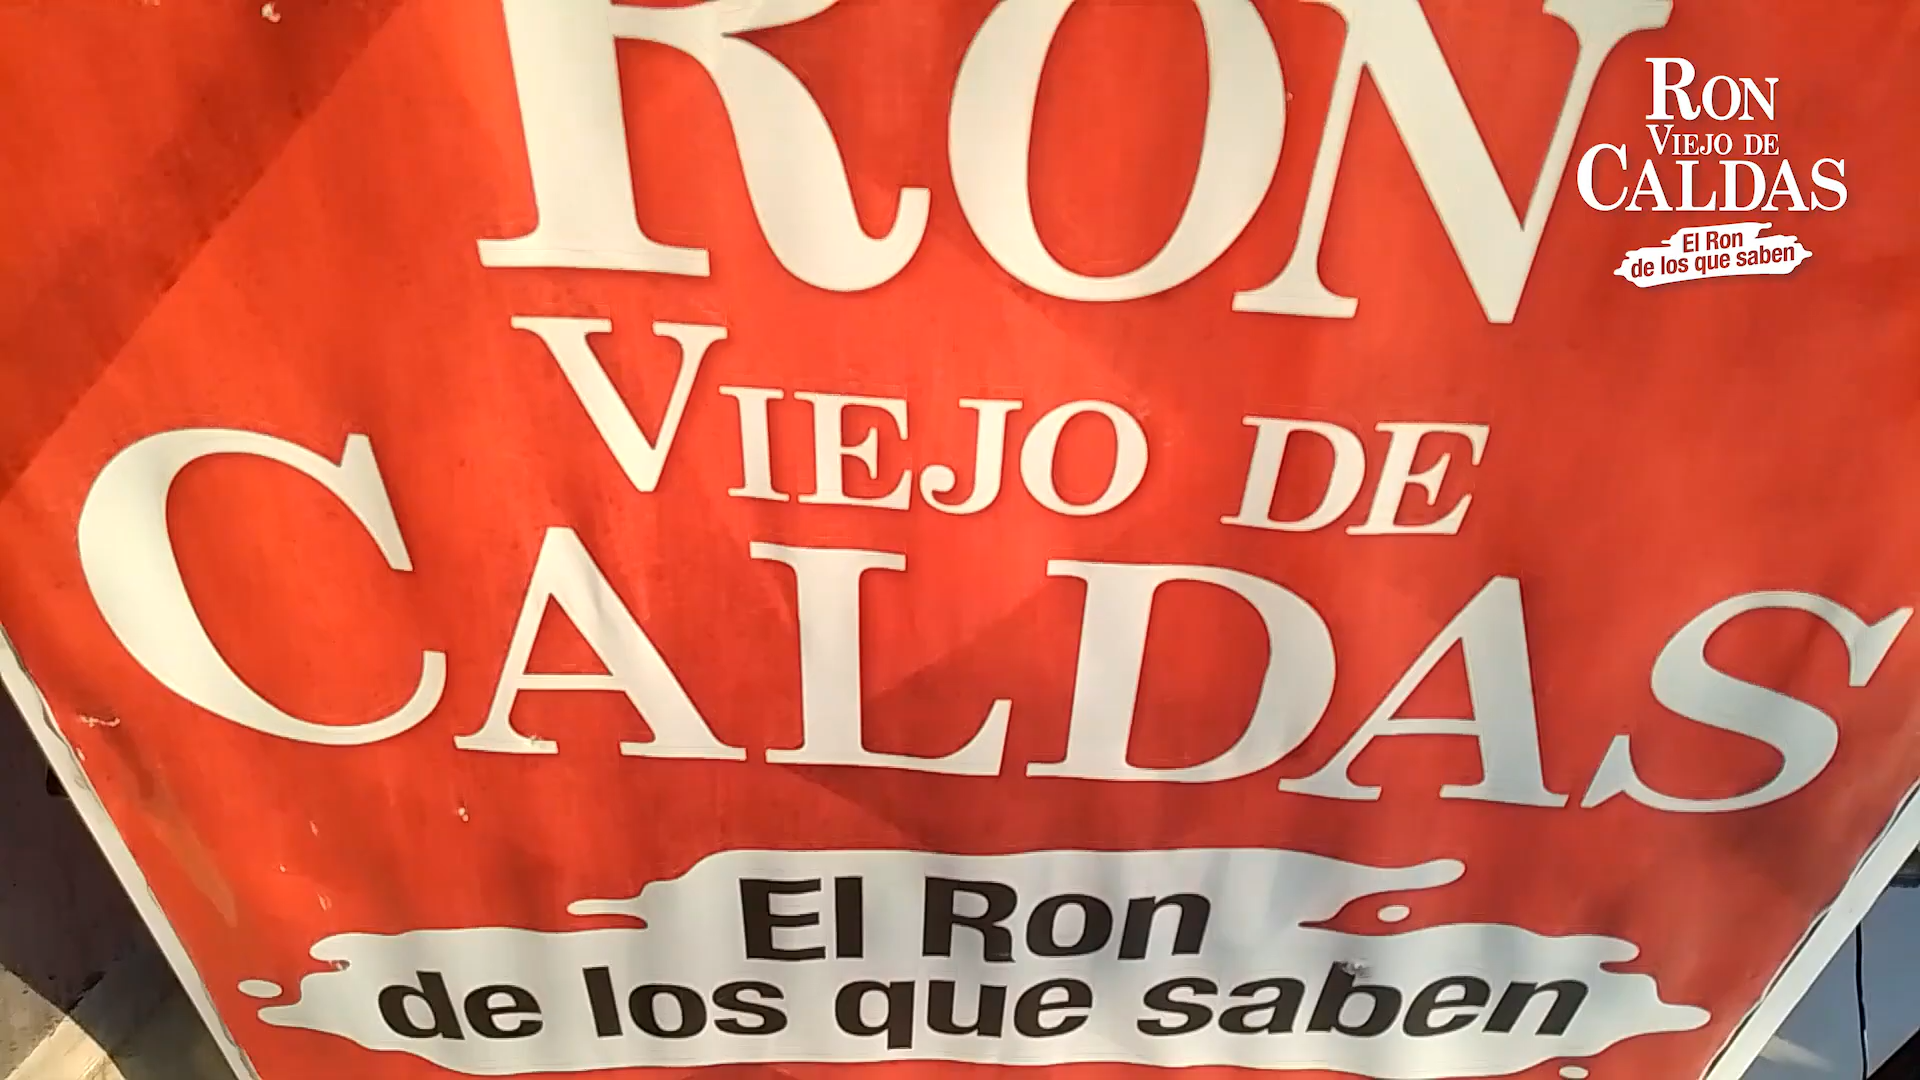 RON
VIEJO DE
CALDAS
El Ron
de los que saben
RON
VIEJO DE
CALDAS
El Ron
de los que saben